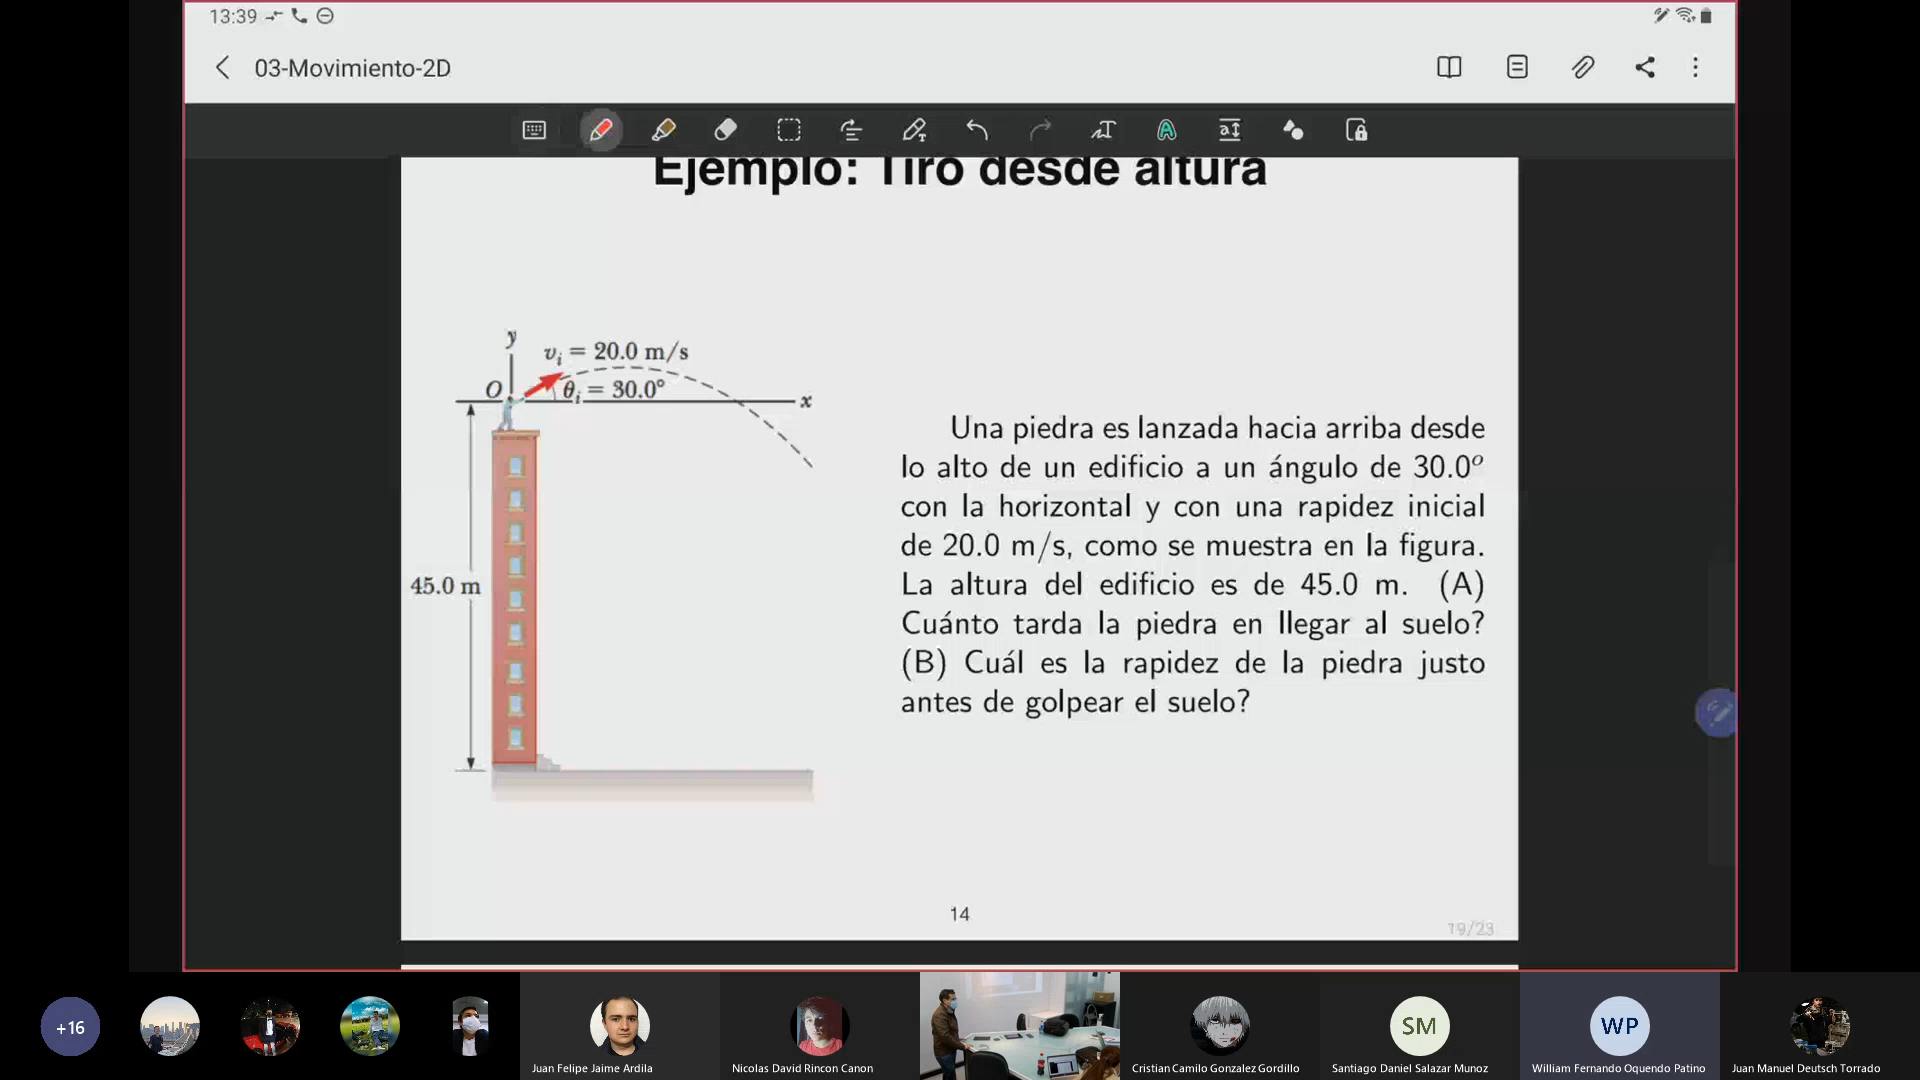 13:39
03-Movimiento-2D
Ejemplo: Tiro desde altura
y
vᵢ = 20.0 m/s
O
θᵢ = 30.0°
x
45.0 m
Una piedra es lanzada hacia arriba desde
lo alto de un edificio a un ángulo de 30.0º
con la horizontal y con una rapidez inicial
de 20.0 m/s, como se muestra en la figura.
La altura del edificio es de 45.0 m. (A)
Cuánto tarda la piedra en llegar al suelo?
(B) Cuál es la rapidez de la piedra justo
antes de golpear el suelo?
14
19/23
+16
Juan Felipe Jaime Ardila
Nicolas David Rincon Canon
Cristian Camilo Gonzalez Gordillo
SM
Santiago Daniel Salazar Munoz
WP
William Fernando Oquendo Patino
Juan Manuel Deutsch Torrado